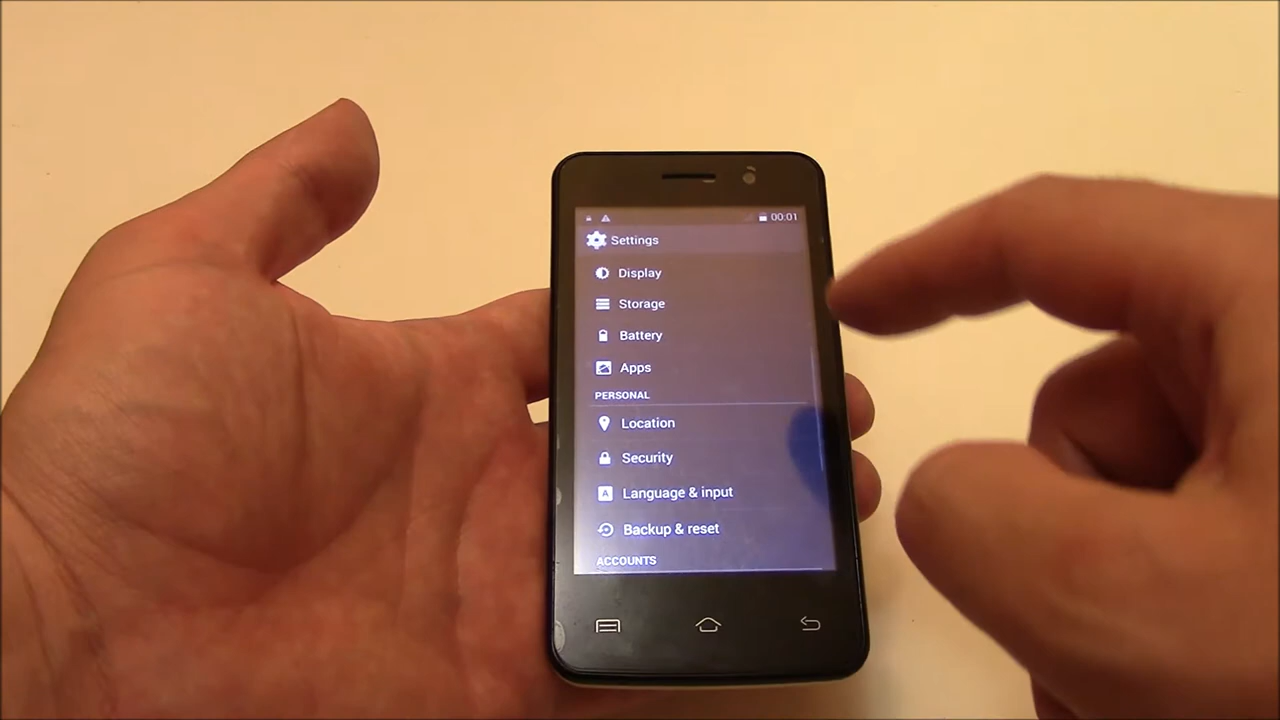 00:01
Settings
Display
Storage
Battery
Apps
PERSONAL
Location
Security
Language & input
Backup & reset
ACCOUNTS